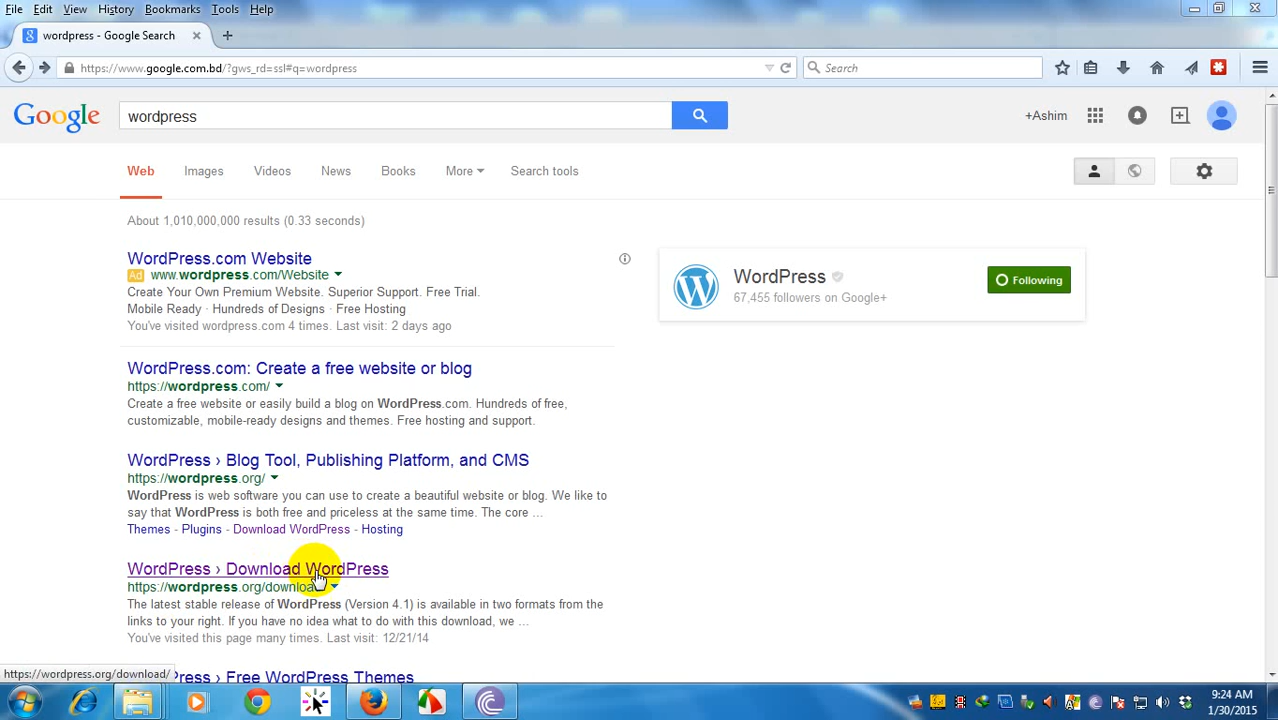 File Edit View History Bookmarks Tools Help
wordpress - Google Search
https://www.google.com.bd/?gws_rd=ssl#q=wordpress
Search
Google
wordpress
+Ashim
Web Images Videos News Books More Search tools
About 1,010,000,000 results (0.33 seconds)
WordPress.com Website
Ad www.wordpress.com/Website
Create Your Own Premium Website. Superior Support. Free Trial.
Mobile Ready · Hundreds of Designs · Free Hosting
You've visited wordpress.com 4 times. Last visit: 2 days ago
WordPress
67,455 followers on Google+
Following
WordPress.com: Create a free website or blog
https://wordpress.com/
Create a free website or easily build a blog on WordPress.com. Hundreds of free,
customizable, mobile-ready designs and themes. Free hosting and support.
WordPress › Blog Tool, Publishing Platform, and CMS
https://wordpress.org/
WordPress is web software you can use to create a beautiful website or blog. We like to
say that WordPress is both free and priceless at the same time. The core ...
Themes - Plugins - Download WordPress - Hosting
WordPress › Download WordPress
https://wordpress.org/download/
The latest stable release of WordPress (Version 4.1) is available in two formats from the
links to your right. If you have no idea what to do with this download, we ...
You've visited this page many times. Last visit: 12/21/14
https://wordpress.org/download/
Press › Free WordPress Themes
9:24 AM
1/30/2015